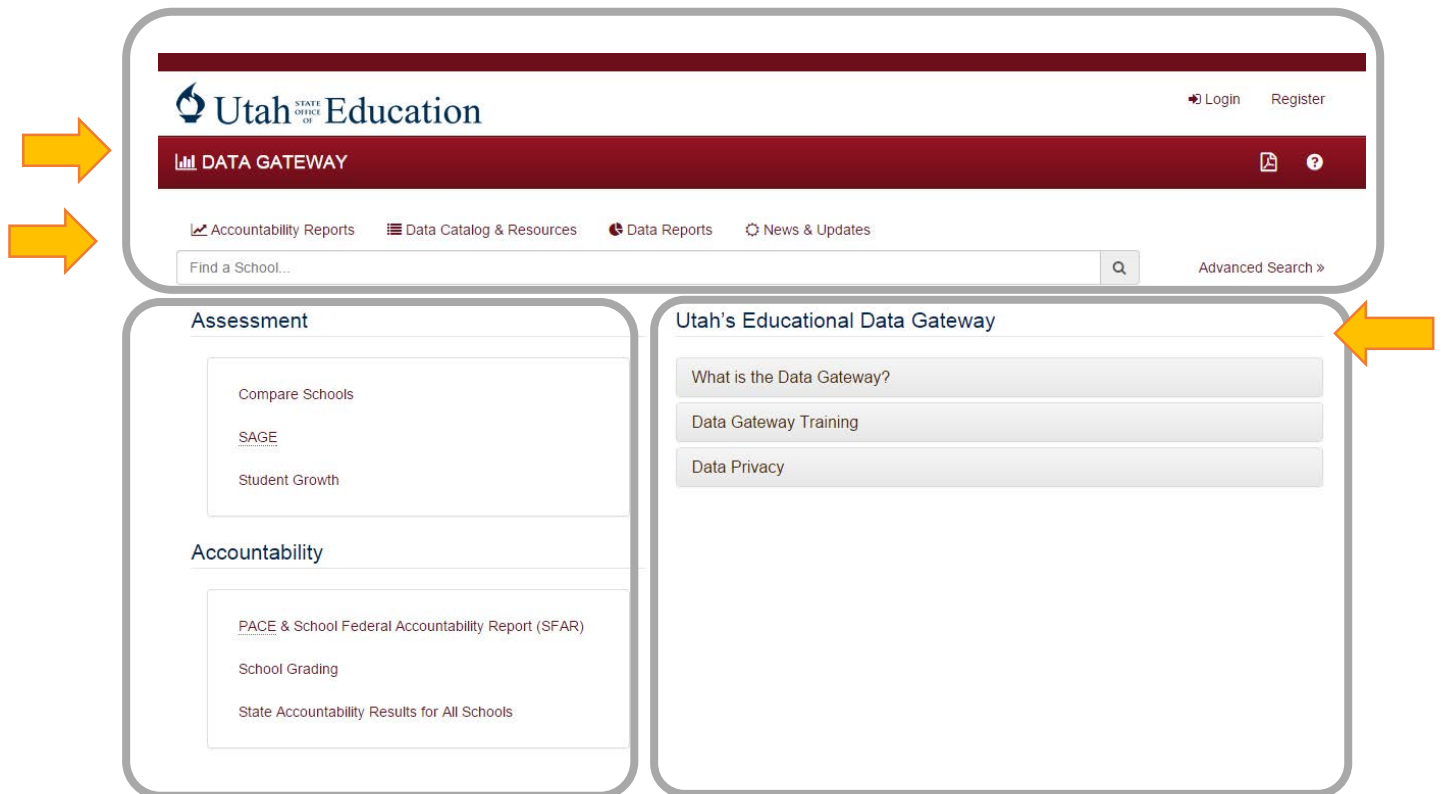 Utah STATE OFFICE OF Education
Login Register
DATA GATEWAY
Accountability Reports Data Catalog & Resources Data Reports News & Updates
Find a School... Advanced Search »
Assessment
Compare Schools
SAGE
Student Growth
Accountability
PACE & School Federal Accountability Report (SFAR)
School Grading
State Accountability Results for All Schools
Utah's Educational Data Gateway
What is the Data Gateway?
Data Gateway Training
Data Privacy